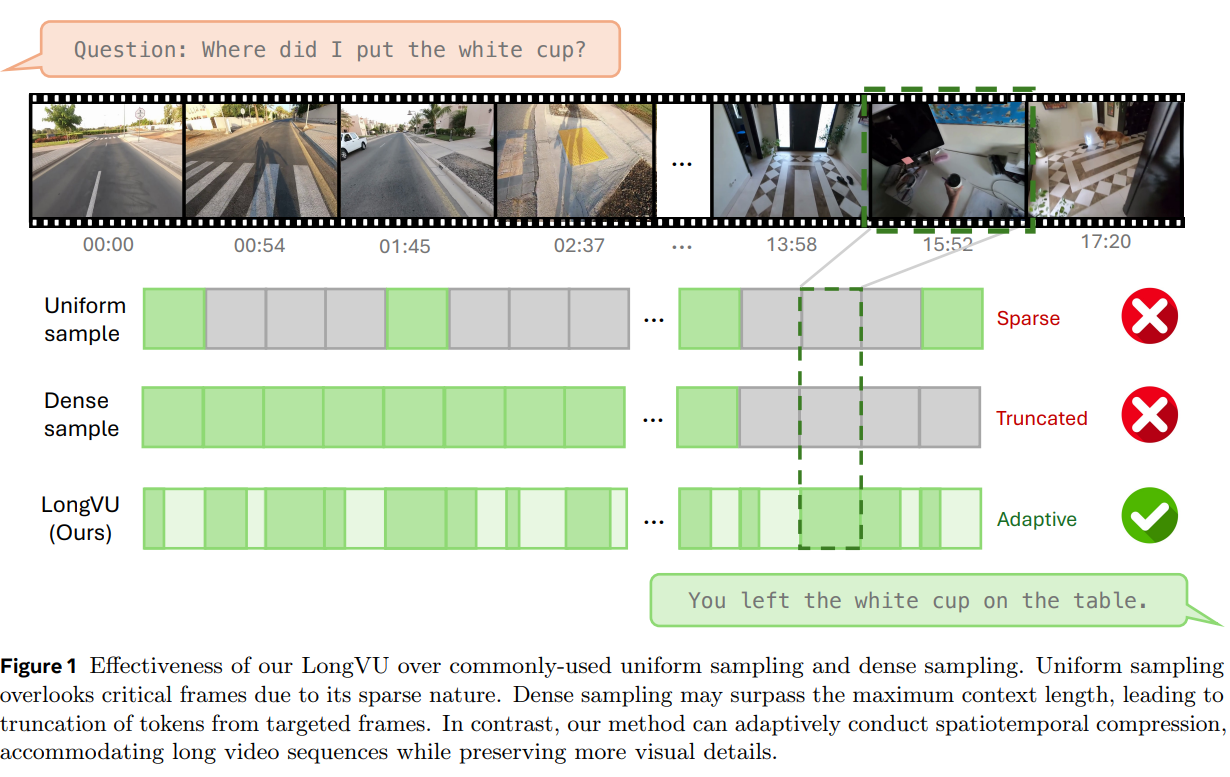 Question: Where did I put the white cup?
...
00:00 00:54 01:45 02:37 ... 13:58 15:52 17:20
Uniform
sample
...
Sparse
Dense
sample
...
Truncated
LongVU
(Ours)
...
Adaptive
You left the white cup on the table.
Figure 1 Effectiveness of our LongVU over commonly-used uniform sampling and dense sampling. Uniform sampling
overlooks critical frames due to its sparse nature. Dense sampling may surpass the maximum context length, leading to
truncation of tokens from targeted frames. In contrast, our method can adaptively conduct spatiotemporal compression,
accommodating long video sequences while preserving more visual details.